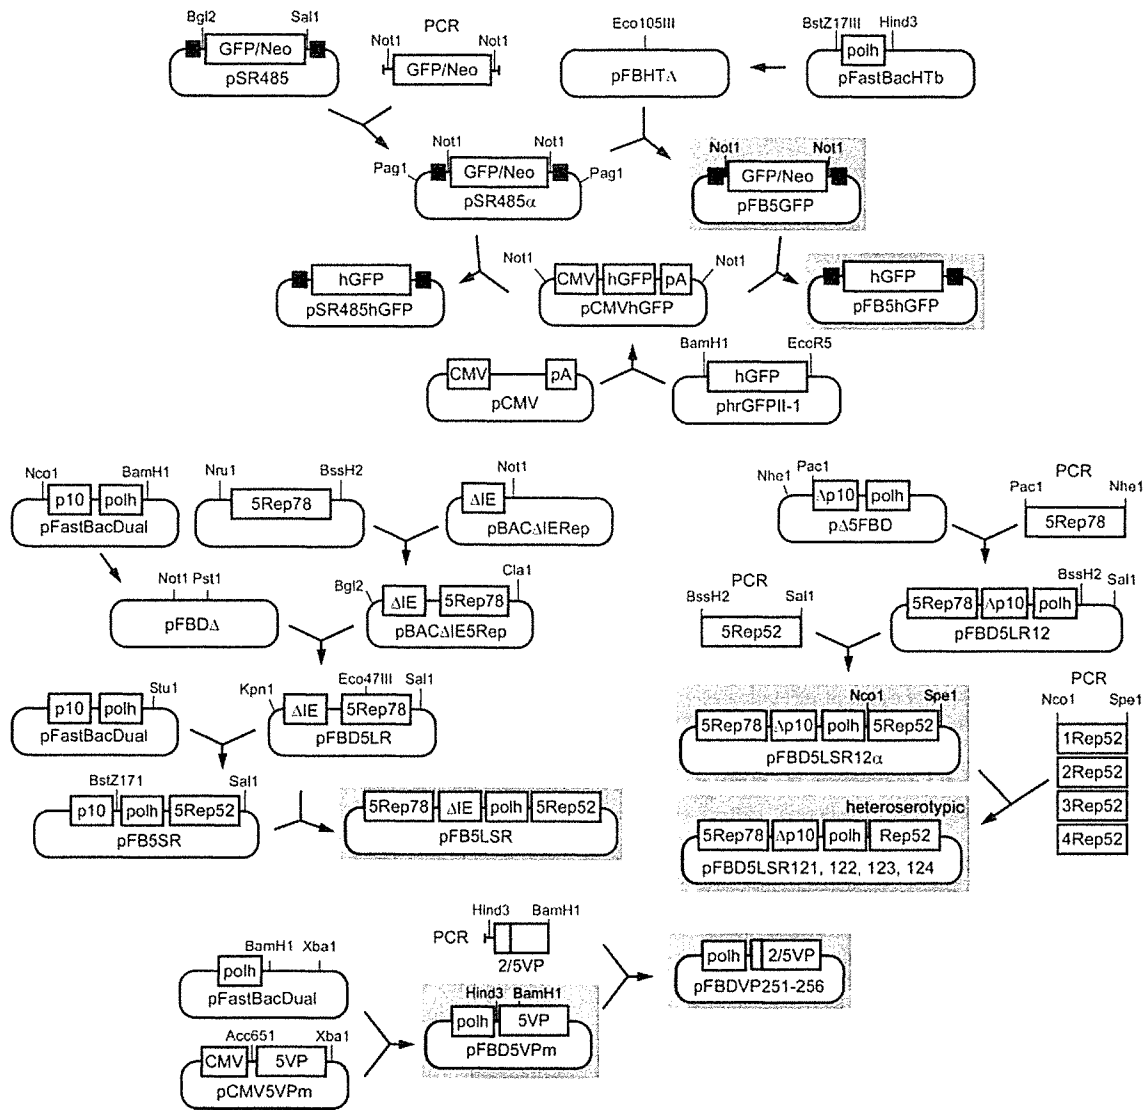 Bgl2 Sal1
GFP/Neo
pSR485
PCR
Not1 Not1
GFP/Neo
Eco105III
pFBHTΔ
BstZ17III Hind3
polh
pFastBacHTb
Not1 Not1
Pag1 GFP/Neo Pag1
pSR485α
Not1 Not1
GFP/Neo
pFB5GFP
hGFP
pSR485hGFP
Not1 Not1
CMV hGFP pA
pCMVhGFP
hGFP
pFB5hGFP
CMV pA
pCMV
BamH1 EcoR5
hGFP
phrGFPII-1
Nco1 BamH1
p10 polh
pFastBacDual
Nru1 BssH2
5Rep78
Not1
ΔIE
pBACΔIERep
Not1 Pst1
pFBDΔ
Bgl2 Cla1
ΔIE 5Rep78
pBACΔIE5Rep
Stu1
p10 polh
pFastBacDual
Kpn1 Eco47III Sal1
ΔIE 5Rep78
pFBD5LR
BstZ171 Sal1
p10 polh 5Rep52
pFB5SR
5Rep78 ΔIE polh 5Rep52
pFB5LSR
Nhe1 Pac1
Δp10 polh
pΔ5FBD
PCR
Pac1 Nhe1
5Rep78
PCR
BssH2 Sal1
5Rep52
BssH2 Sal1
5Rep78 Δp10 polh
pFBD5LR12
Nco1 Spe1
5Rep78 Δp10 polh 5Rep52
pFBD5LSR12α
PCR
Nco1 Spe1
1Rep52
2Rep52
3Rep52
4Rep52
heteroserotypic
5Rep78 Δp10 polh Rep52
pFBD5LSR121, 122, 123, 124
BamH1 Xba1
polh
pFastBacDual
Acc651 Xba1
CMV 5VP
pCMV5VPm
Hind3 BamH1
PCR
2/5VP
Hind3 BamH1
polh 5VP
pFBD5VPm
polh 2/5VP
pFBDVP251-256